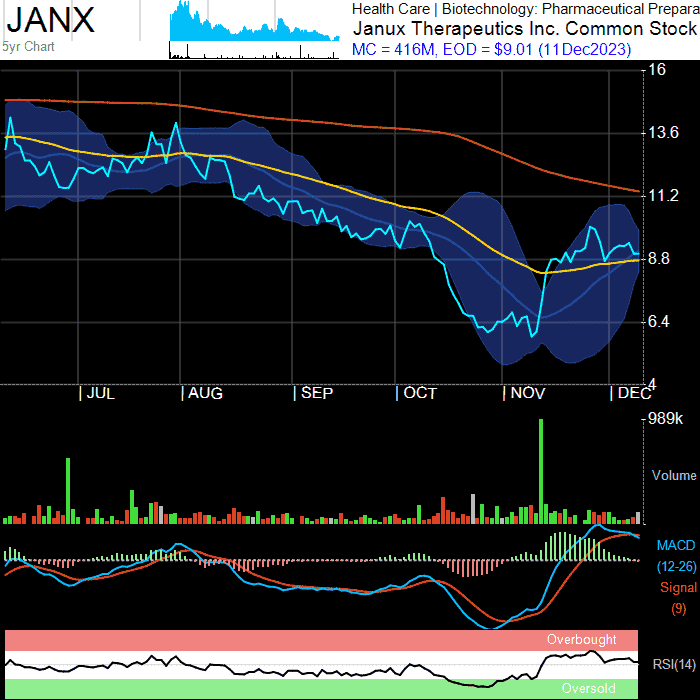 JANX
5yr Chart
Health Care | Biotechnology: Pharmaceutical Prepara
Janux Therapeutics Inc. Common Stock
MC = 416M, EOD = $9.01 (11Dec2023)
16
13.6
11.2
8.8
6.4
4
| JUL | AUG | SEP | OCT | NOV | DEC
989k
Volume
MACD
(12-26)
Signal
(9)
Overbought
RSI(14)
Oversold